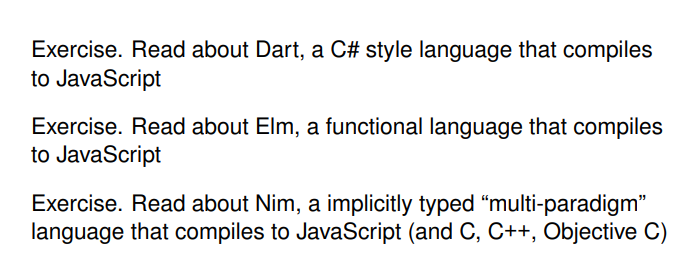 Exercise. Read about Dart, a C# style language that compiles
to JavaScript
Exercise. Read about Elm, a functional language that compiles
to JavaScript
Exercise. Read about Nim, a implicitly typed “multi-paradigm”
language that compiles to JavaScript (and C, C++, Objective C)